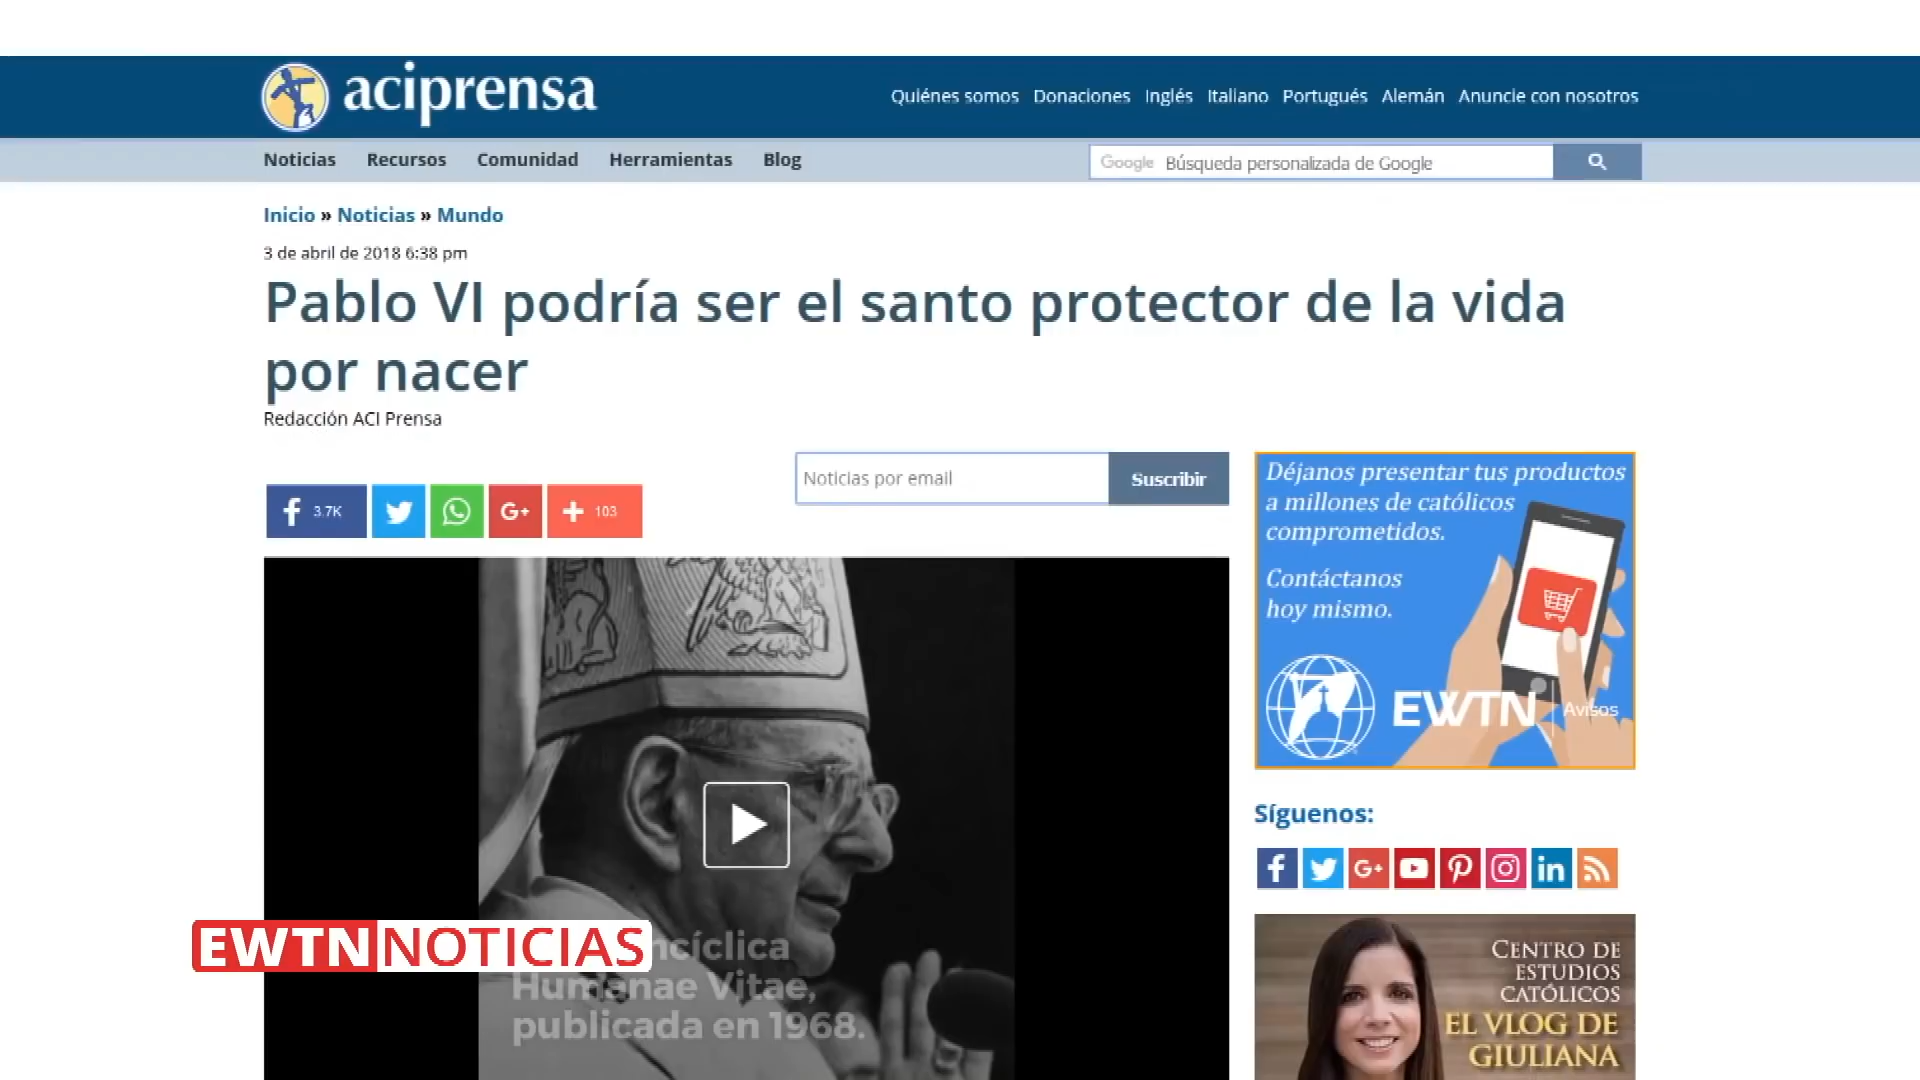 aciprensa
Quiénes somos Donaciones Inglés Italiano Portugués Alemán Anuncie con nosotros
Noticias Recursos Comunidad Herramientas Blog
Google Búsqueda personalizada de Google
Inicio » Noticias » Mundo
3 de abril de 2018 6:38 pm
Pablo VI podría ser el santo protector de la vida
por nacer
Redacción ACI Prensa
3.7K
G+
103
Noticias por email
Suscribir
Déjanos presentar tus productos
a millones de católicos
comprometidos.
Contáctanos
hoy mismo.
EWTN Avisos
Síguenos:
G+
EWTN NOTICIAS
ncíclica
Humanae Vitae,
publicada en 1968.
CENTRO DE
ESTUDIOS
CATÓLICOS
EL VLOG DE
GIULIANA